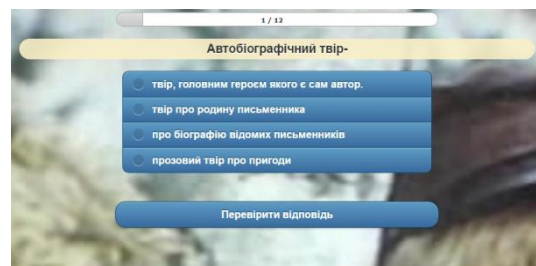 1 / 12
Автобіографічний твір-
твір, головним героєм якого є сам автор.
твір про родину письменника
про біографію відомих письменників
прозовий твір про пригоди
Перевірити відповідь